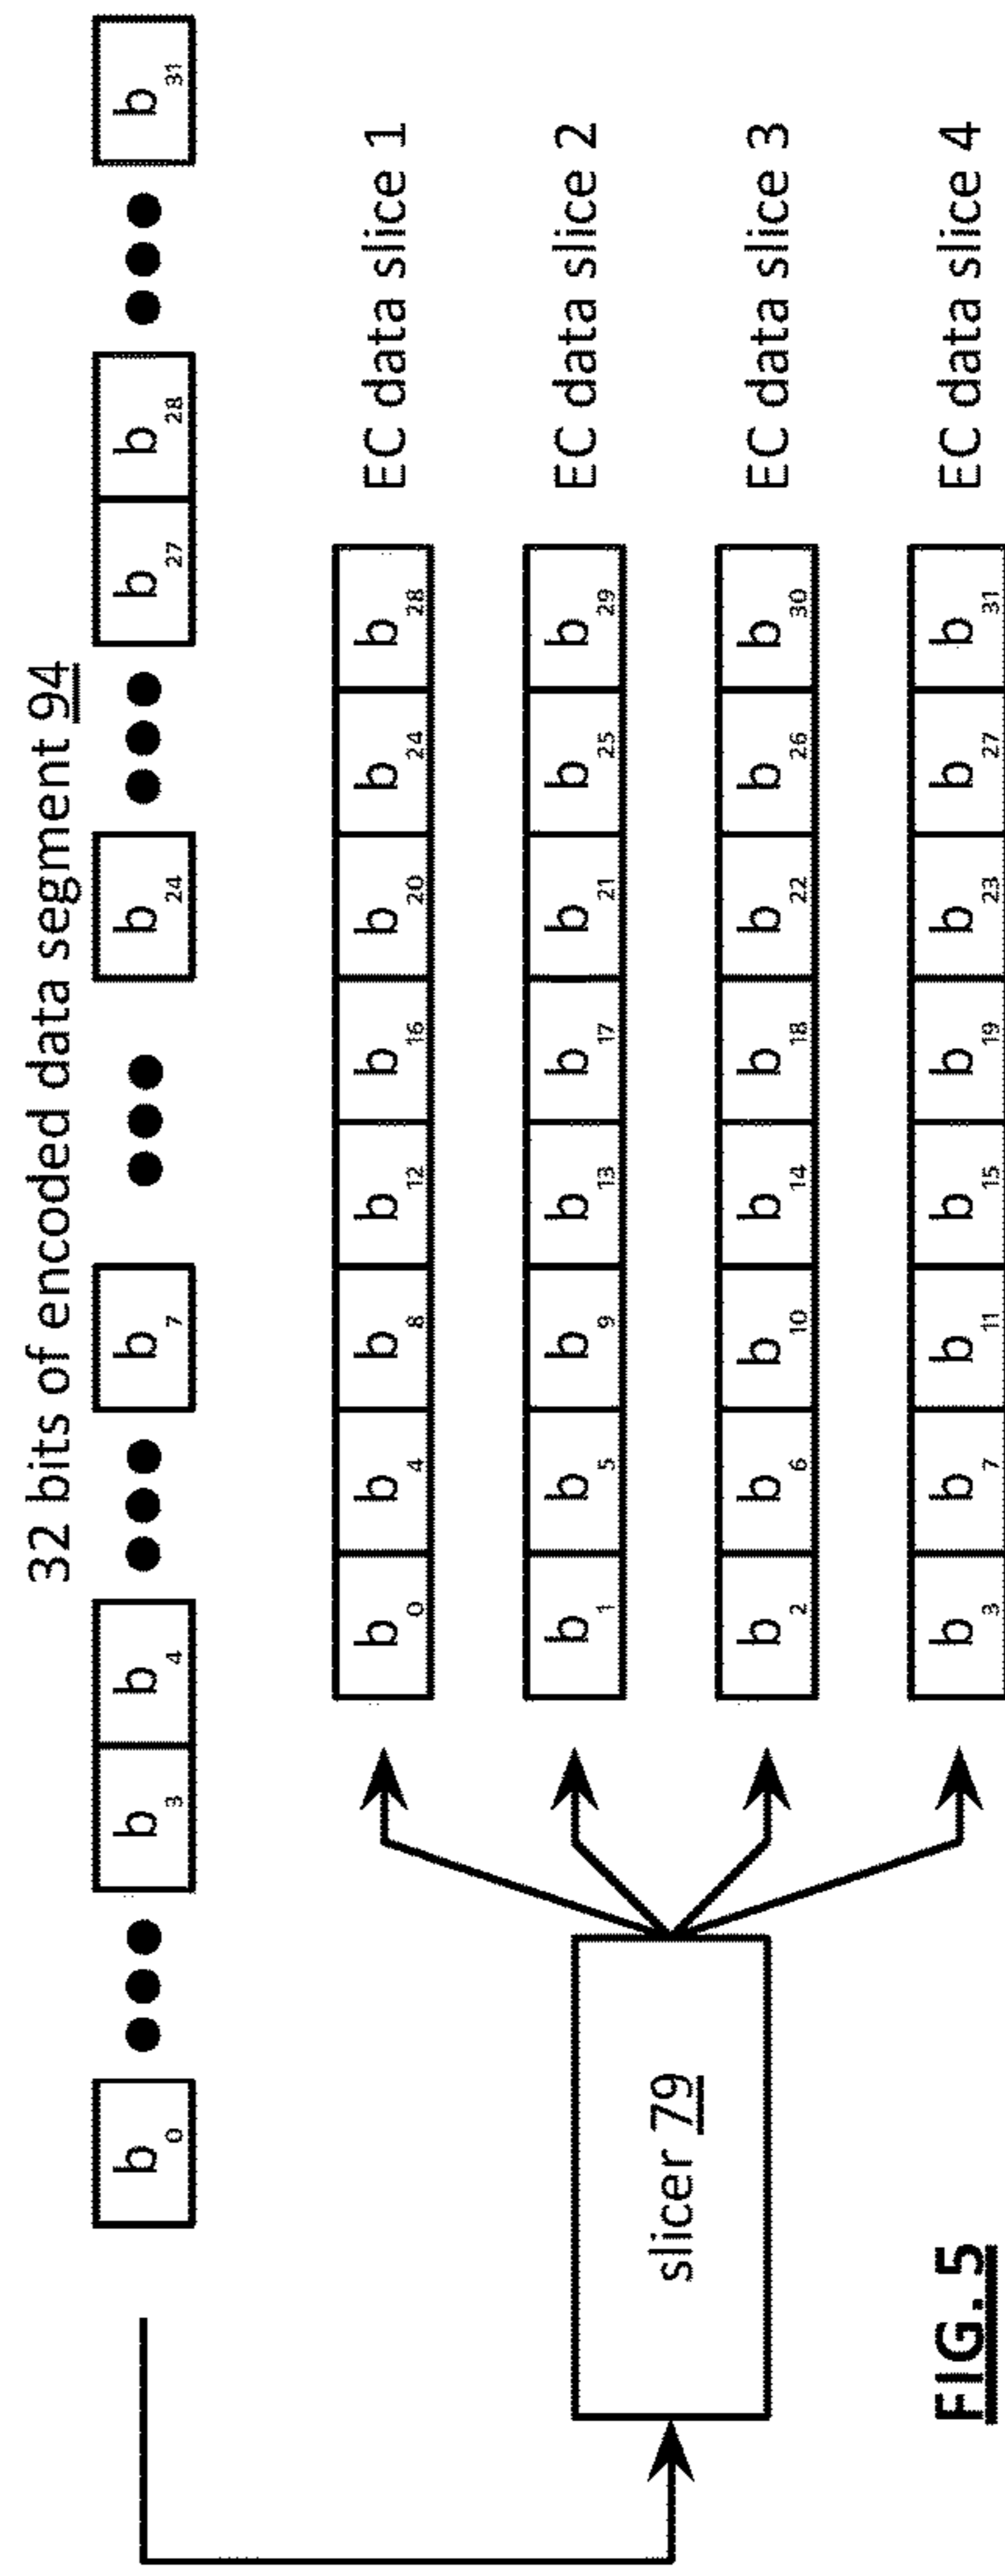 32 bits of encoded data segment 94
b0 ●●● b3 b4 ●●● b7 ●●● b24 ●●● b27 b28 ●●● b31
b0 b4 b8 b12 b16 b20 b24 b28 EC data slice 1
b1 b5 b9 b13 b17 b21 b25 b29 EC data slice 2
slicer 79
b2 b6 b10 b14 b18 b22 b26 b30 EC data slice 3
b3 b7 b11 b15 b19 b23 b27 b31 EC data slice 4
FIG. 5